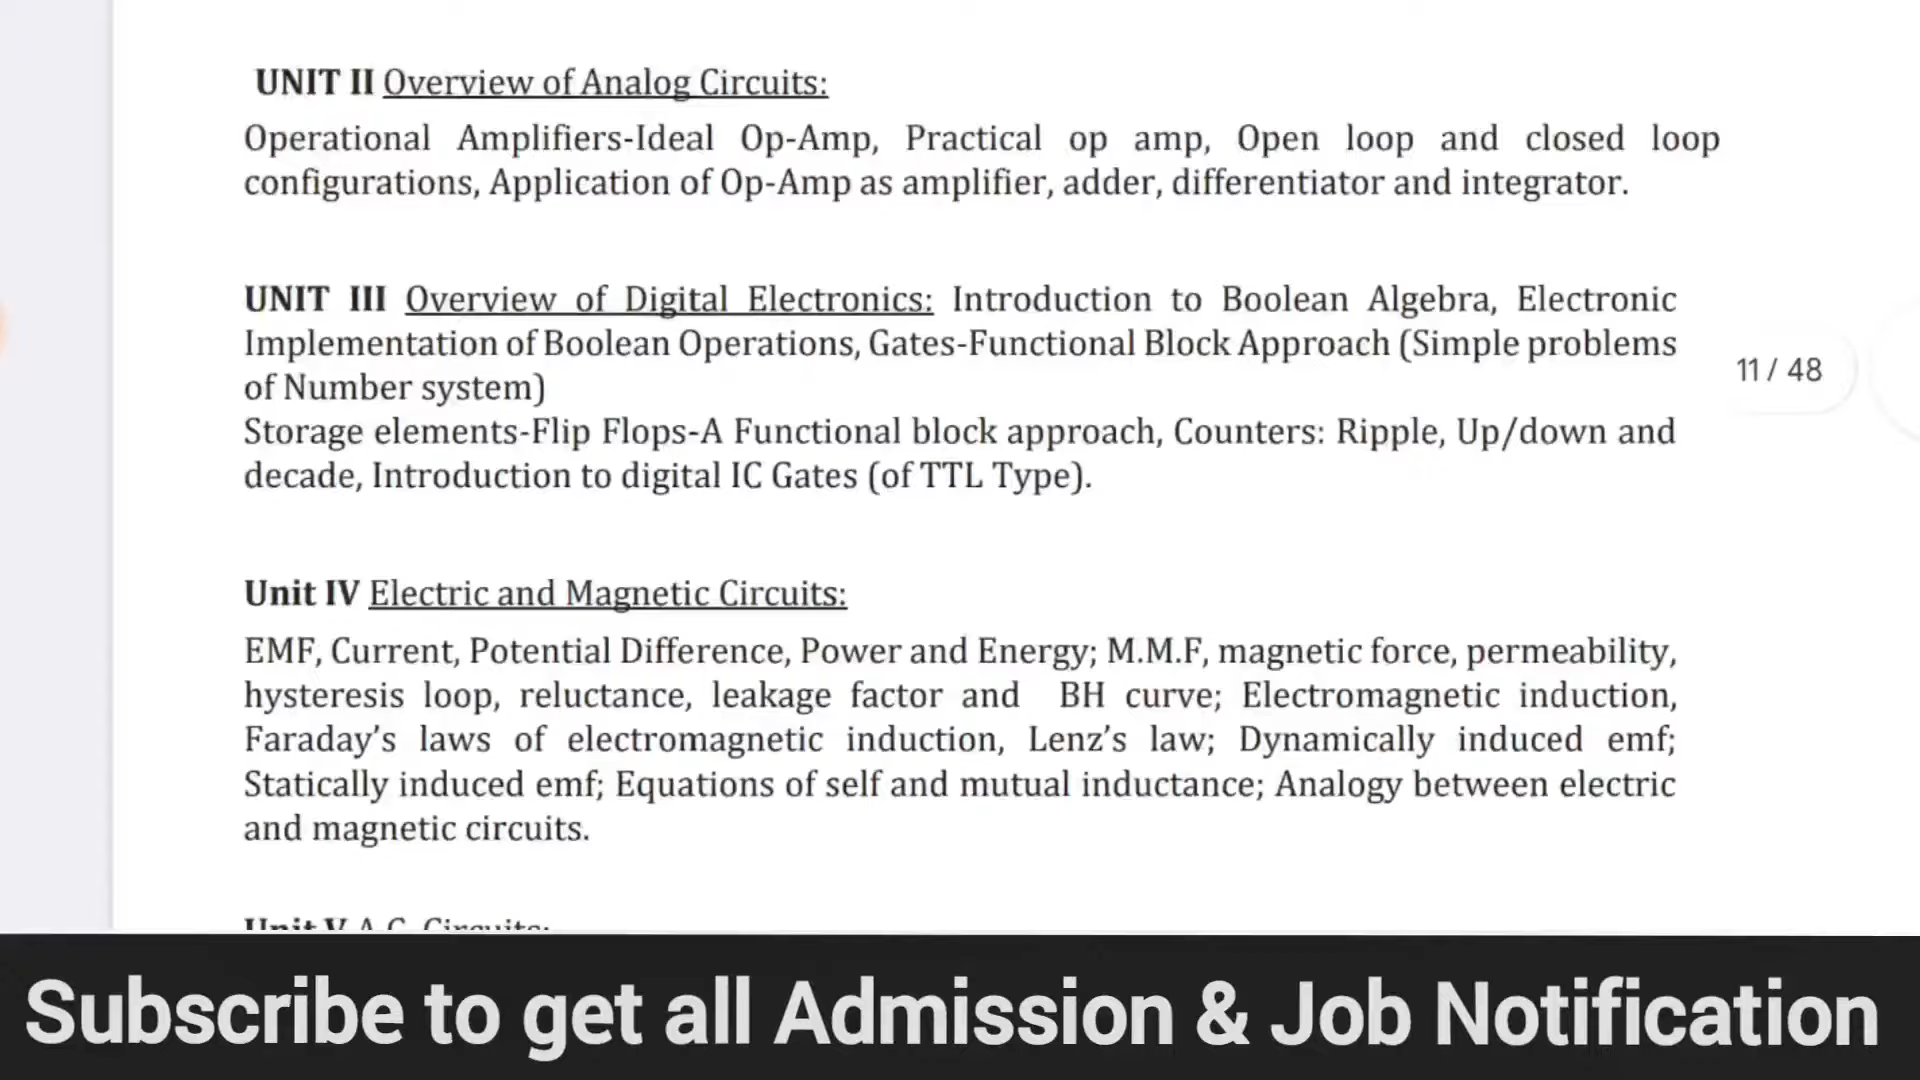 UNIT II Overview of Analog Circuits:
Operational Amplifiers-Ideal Op-Amp, Practical op amp, Open loop and closed loop
configurations, Application of Op-Amp as amplifier, adder, differentiator and integrator.
UNIT III Overview of Digital Electronics: Introduction to Boolean Algebra, Electronic
Implementation of Boolean Operations, Gates-Functional Block Approach (Simple problems
of Number system)
11 / 48
Storage elements-Flip Flops-A Functional block approach, Counters: Ripple, Up/down and
decade, Introduction to digital IC Gates (of TTL Type).
Unit IV Electric and Magnetic Circuits:
EMF, Current, Potential Difference, Power and Energy; M.M.F, magnetic force, permeability,
hysteresis loop, reluctance, leakage factor and BH curve; Electromagnetic induction,
Faraday's laws of electromagnetic induction, Lenz's law; Dynamically induced emf;
Statically induced emf; Equations of self and mutual inductance; Analogy between electric
and magnetic circuits.
Unit V A.C. Circuits:
Subscribe to get all Admission & Job Notification